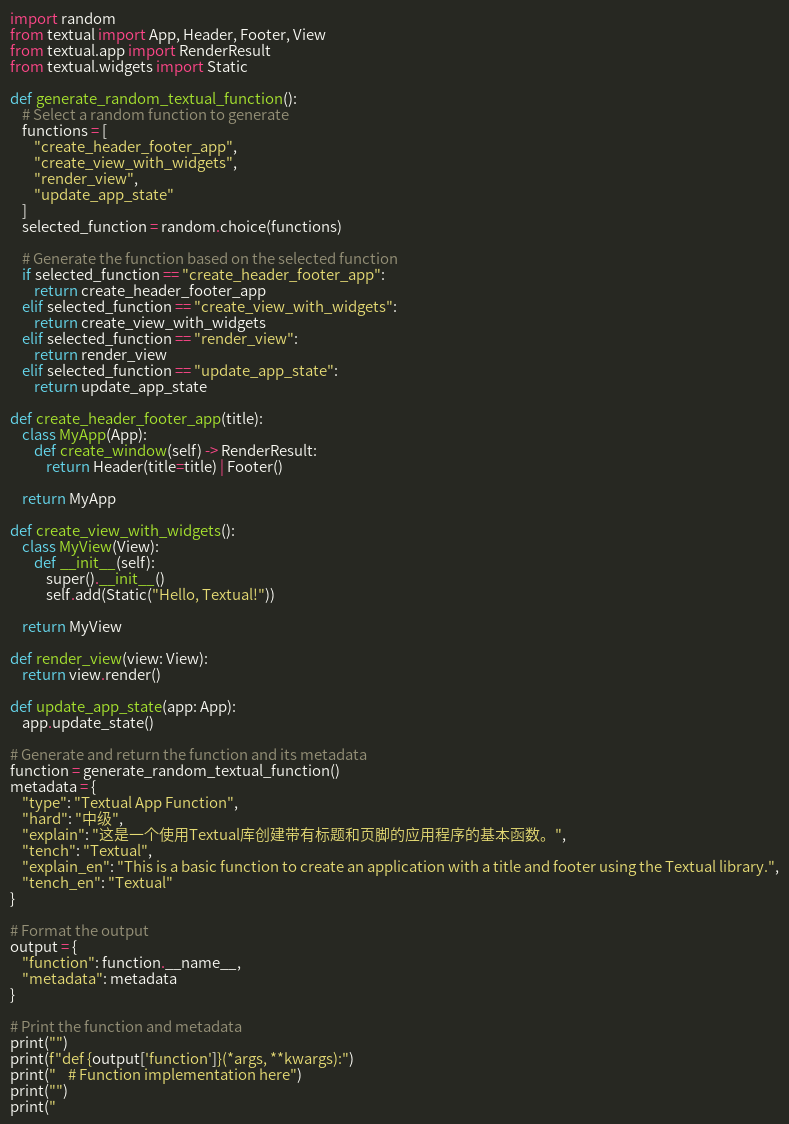 import random
from textual import App, Header, Footer, View
from textual.app import RenderResult
from textual.widgets import Static

def generate_random_textual_function():
    # Select a random function to generate
    functions = [
        "create_header_footer_app",
        "create_view_with_widgets",
        "render_view",
        "update_app_state"
    ]
    selected_function = random.choice(functions)

    # Generate the function based on the selected function
    if selected_function == "create_header_footer_app":
        return create_header_footer_app
    elif selected_function == "create_view_with_widgets":
        return create_view_with_widgets
    elif selected_function == "render_view":
        return render_view
    elif selected_function == "update_app_state":
        return update_app_state

def create_header_footer_app(title):
    class MyApp(App):
        def create_window(self) -> RenderResult:
            return Header(title=title) | Footer()

    return MyApp

def create_view_with_widgets():
    class MyView(View):
        def __init__(self):
            super().__init__()
            self.add(Static("Hello, Textual!"))

    return MyView

def render_view(view: View):
    return view.render()

def update_app_state(app: App):
    app.update_state()

# Generate and return the function and its metadata
function = generate_random_textual_function()
metadata = {
    "type": "Textual App Function",
    "hard": "中级",
    "explain": "这是一个使用Textual库创建带有标题和页脚的应用程序的基本函数。",
    "tench": "Textual",
    "explain_en": "This is a basic function to create an application with a title and footer using the Textual library.",
    "tench_en": "Textual"
}

# Format the output
output = {
    "function": function.__name__,
    "metadata": metadata
}

# Print the function and metadata
print("")
print(f"def {output['function']}(*args, **kwargs):")
print("    # Function implementation here")
print("")
print("